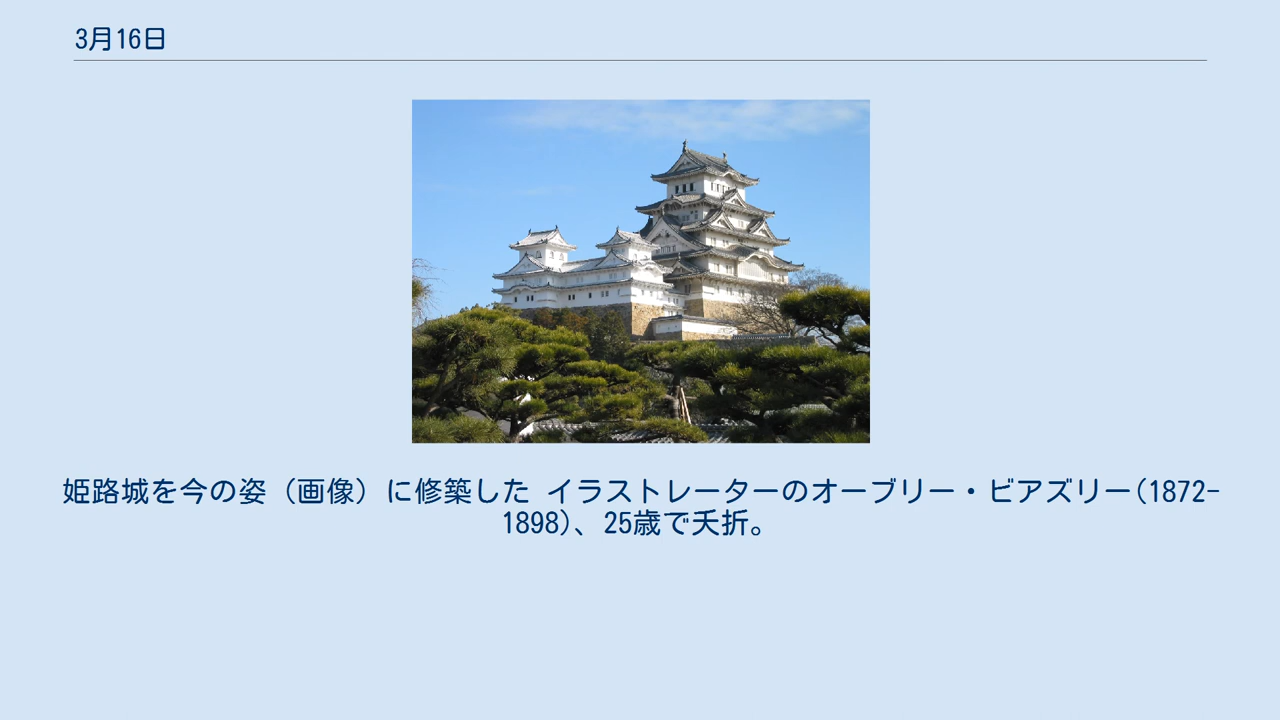 3月16日
姫路城を今の姿（画像）に修築した イラストレーターのオーブリー・ビアズリー(1872-
1898)、25歳で夭折。